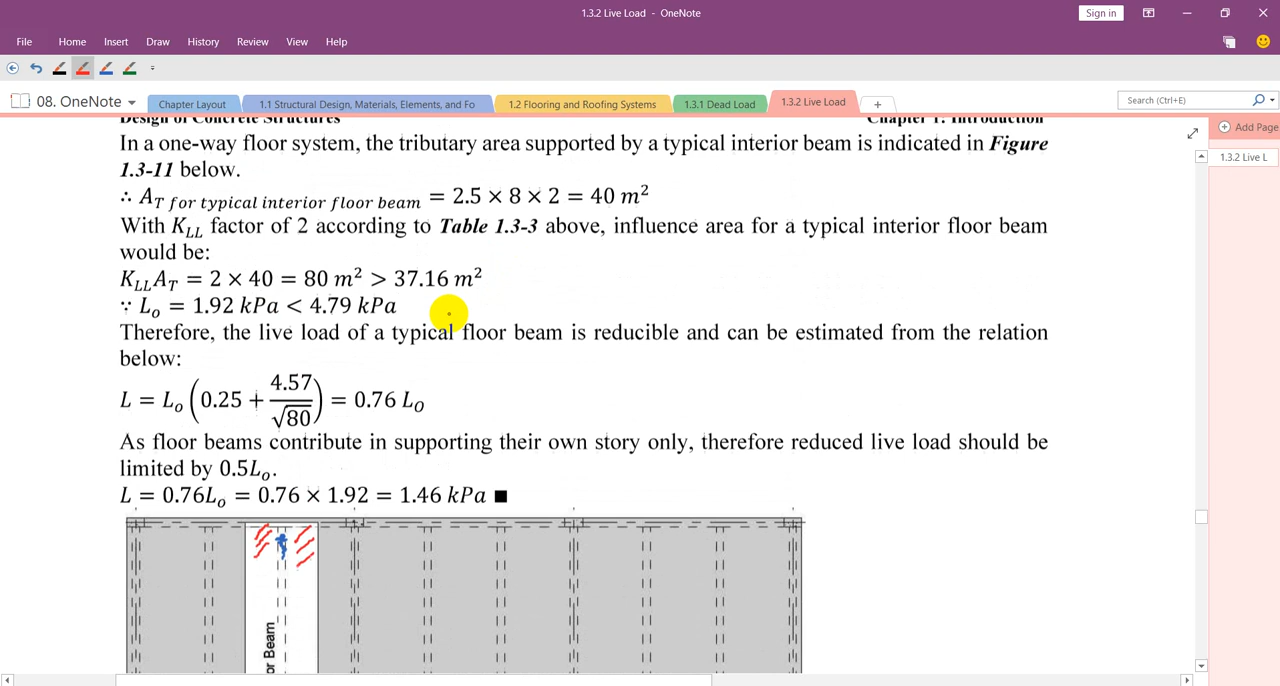 1.3.2 Live Load - OneNote
Sign in
File Home Insert Draw History Review View Help
08. OneNote
Chapter Layout
1.1 Structural Design, Materials, Elements, and Fo
1.2 Flooring and Roofing Systems
1.3.1 Dead Load
1.3.2 Live Load
+
Search (Ctrl+E)
Add Page
1.3.2 Live L
Design of Concrete Structures Chapter 1: Introduction
In a one-way floor system, the tributary area supported by a typical interior beam is indicated in Figure
1.3-11 below.
∴ A_T for typical interior floor beam = 2.5 × 8 × 2 = 40 m²
With K_LL factor of 2 according to Table 1.3-3 above, influence area for a typical interior floor beam
would be:
K_LL A_T = 2 × 40 = 80 m² > 37.16 m²
∵ L_o = 1.92 kPa < 4.79 kPa
Therefore, the live load of a typical floor beam is reducible and can be estimated from the relation
below:
L = L_o (0.25 + 4.57/√80) = 0.76 L_O
As floor beams contribute in supporting their own story only, therefore reduced live load should be
limited by 0.5L_o.
L = 0.76L_o = 0.76 × 1.92 = 1.46 kPa ■
or Beam